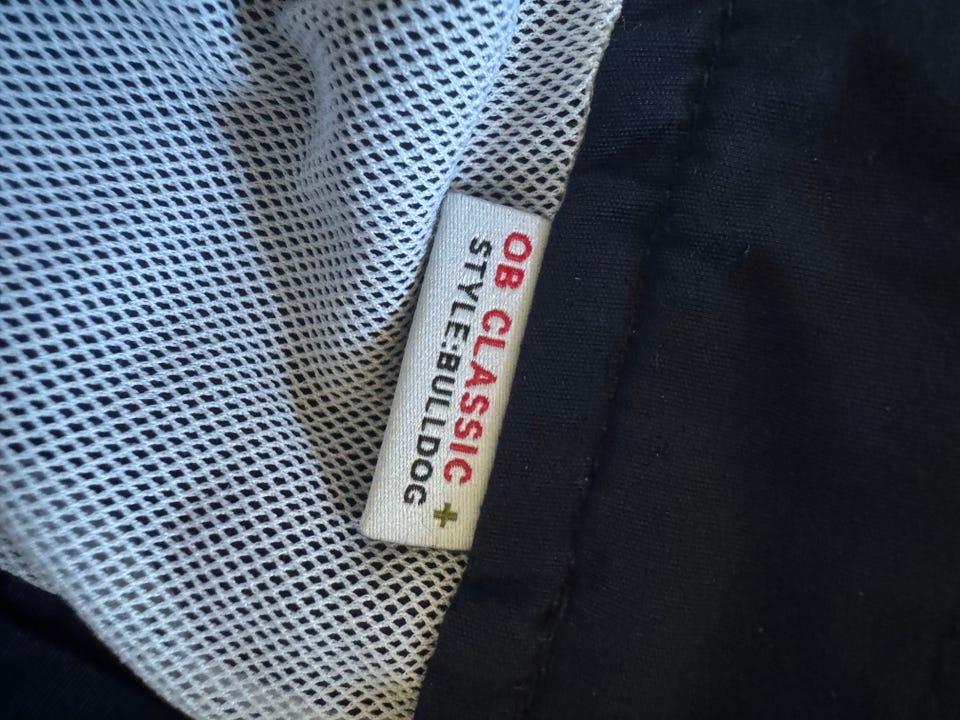 OB CLASSIC +
STYLE:BULLDOG